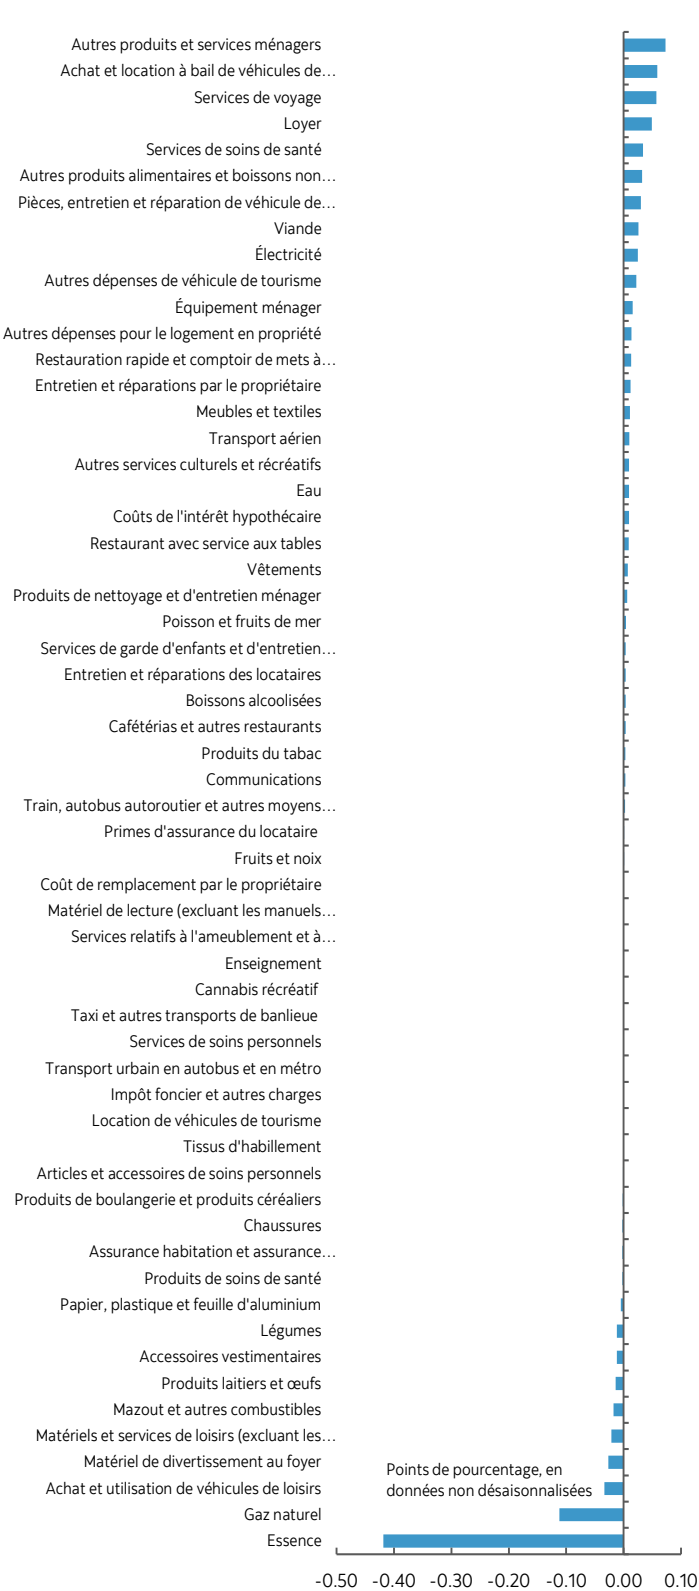 Autres produits et services ménagers
Achat et location à bail de véhicules de…
Services de voyage
Loyer
Services de soins de santé
Autres produits alimentaires et boissons non…
Pièces, entretien et réparation de véhicule de…
Viande
Électricité
Autres dépenses de véhicule de tourisme
Équipement ménager
Autres dépenses pour le logement en propriété
Restauration rapide et comptoir de mets à…
Entretien et réparations par le propriétaire
Meubles et textiles
Transport aérien
Autres services culturels et récréatifs
Eau
Coûts de l'intérêt hypothécaire
Restaurant avec service aux tables
Vêtements
Produits de nettoyage et d'entretien ménager
Poisson et fruits de mer
Services de garde d'enfants et d'entretien…
Entretien et réparations des locataires
Boissons alcoolisées
Cafétérias et autres restaurants
Produits du tabac
Communications
Train, autobus autoroutier et autres moyens…
Primes d'assurance du locataire
Fruits et noix
Coût de remplacement par le propriétaire
Matériel de lecture (excluant les manuels…
Services relatifs à l'ameublement et à…
Enseignement
Cannabis récréatif
Taxi et autres transports de banlieue
Services de soins personnels
Transport urbain en autobus et en métro
Impôt foncier et autres charges
Location de véhicules de tourisme
Tissus d'habillement
Articles et accessoires de soins personnels
Produits de boulangerie et produits céréaliers
Chaussures
Assurance habitation et assurance…
Produits de soins de santé
Papier, plastique et feuille d'aluminium
Légumes
Accessoires vestimentaires
Produits laitiers et œufs
Mazout et autres combustibles
Matériels et services de loisirs (excluant les…
Matériel de divertissement au foyer
Achat et utilisation de véhicules de loisirs
Gaz naturel
Essence
Points de pourcentage, en
données non désaisonnalisées
-0.50 -0.40 -0.30 -0.20 -0.10 0.00 0.10